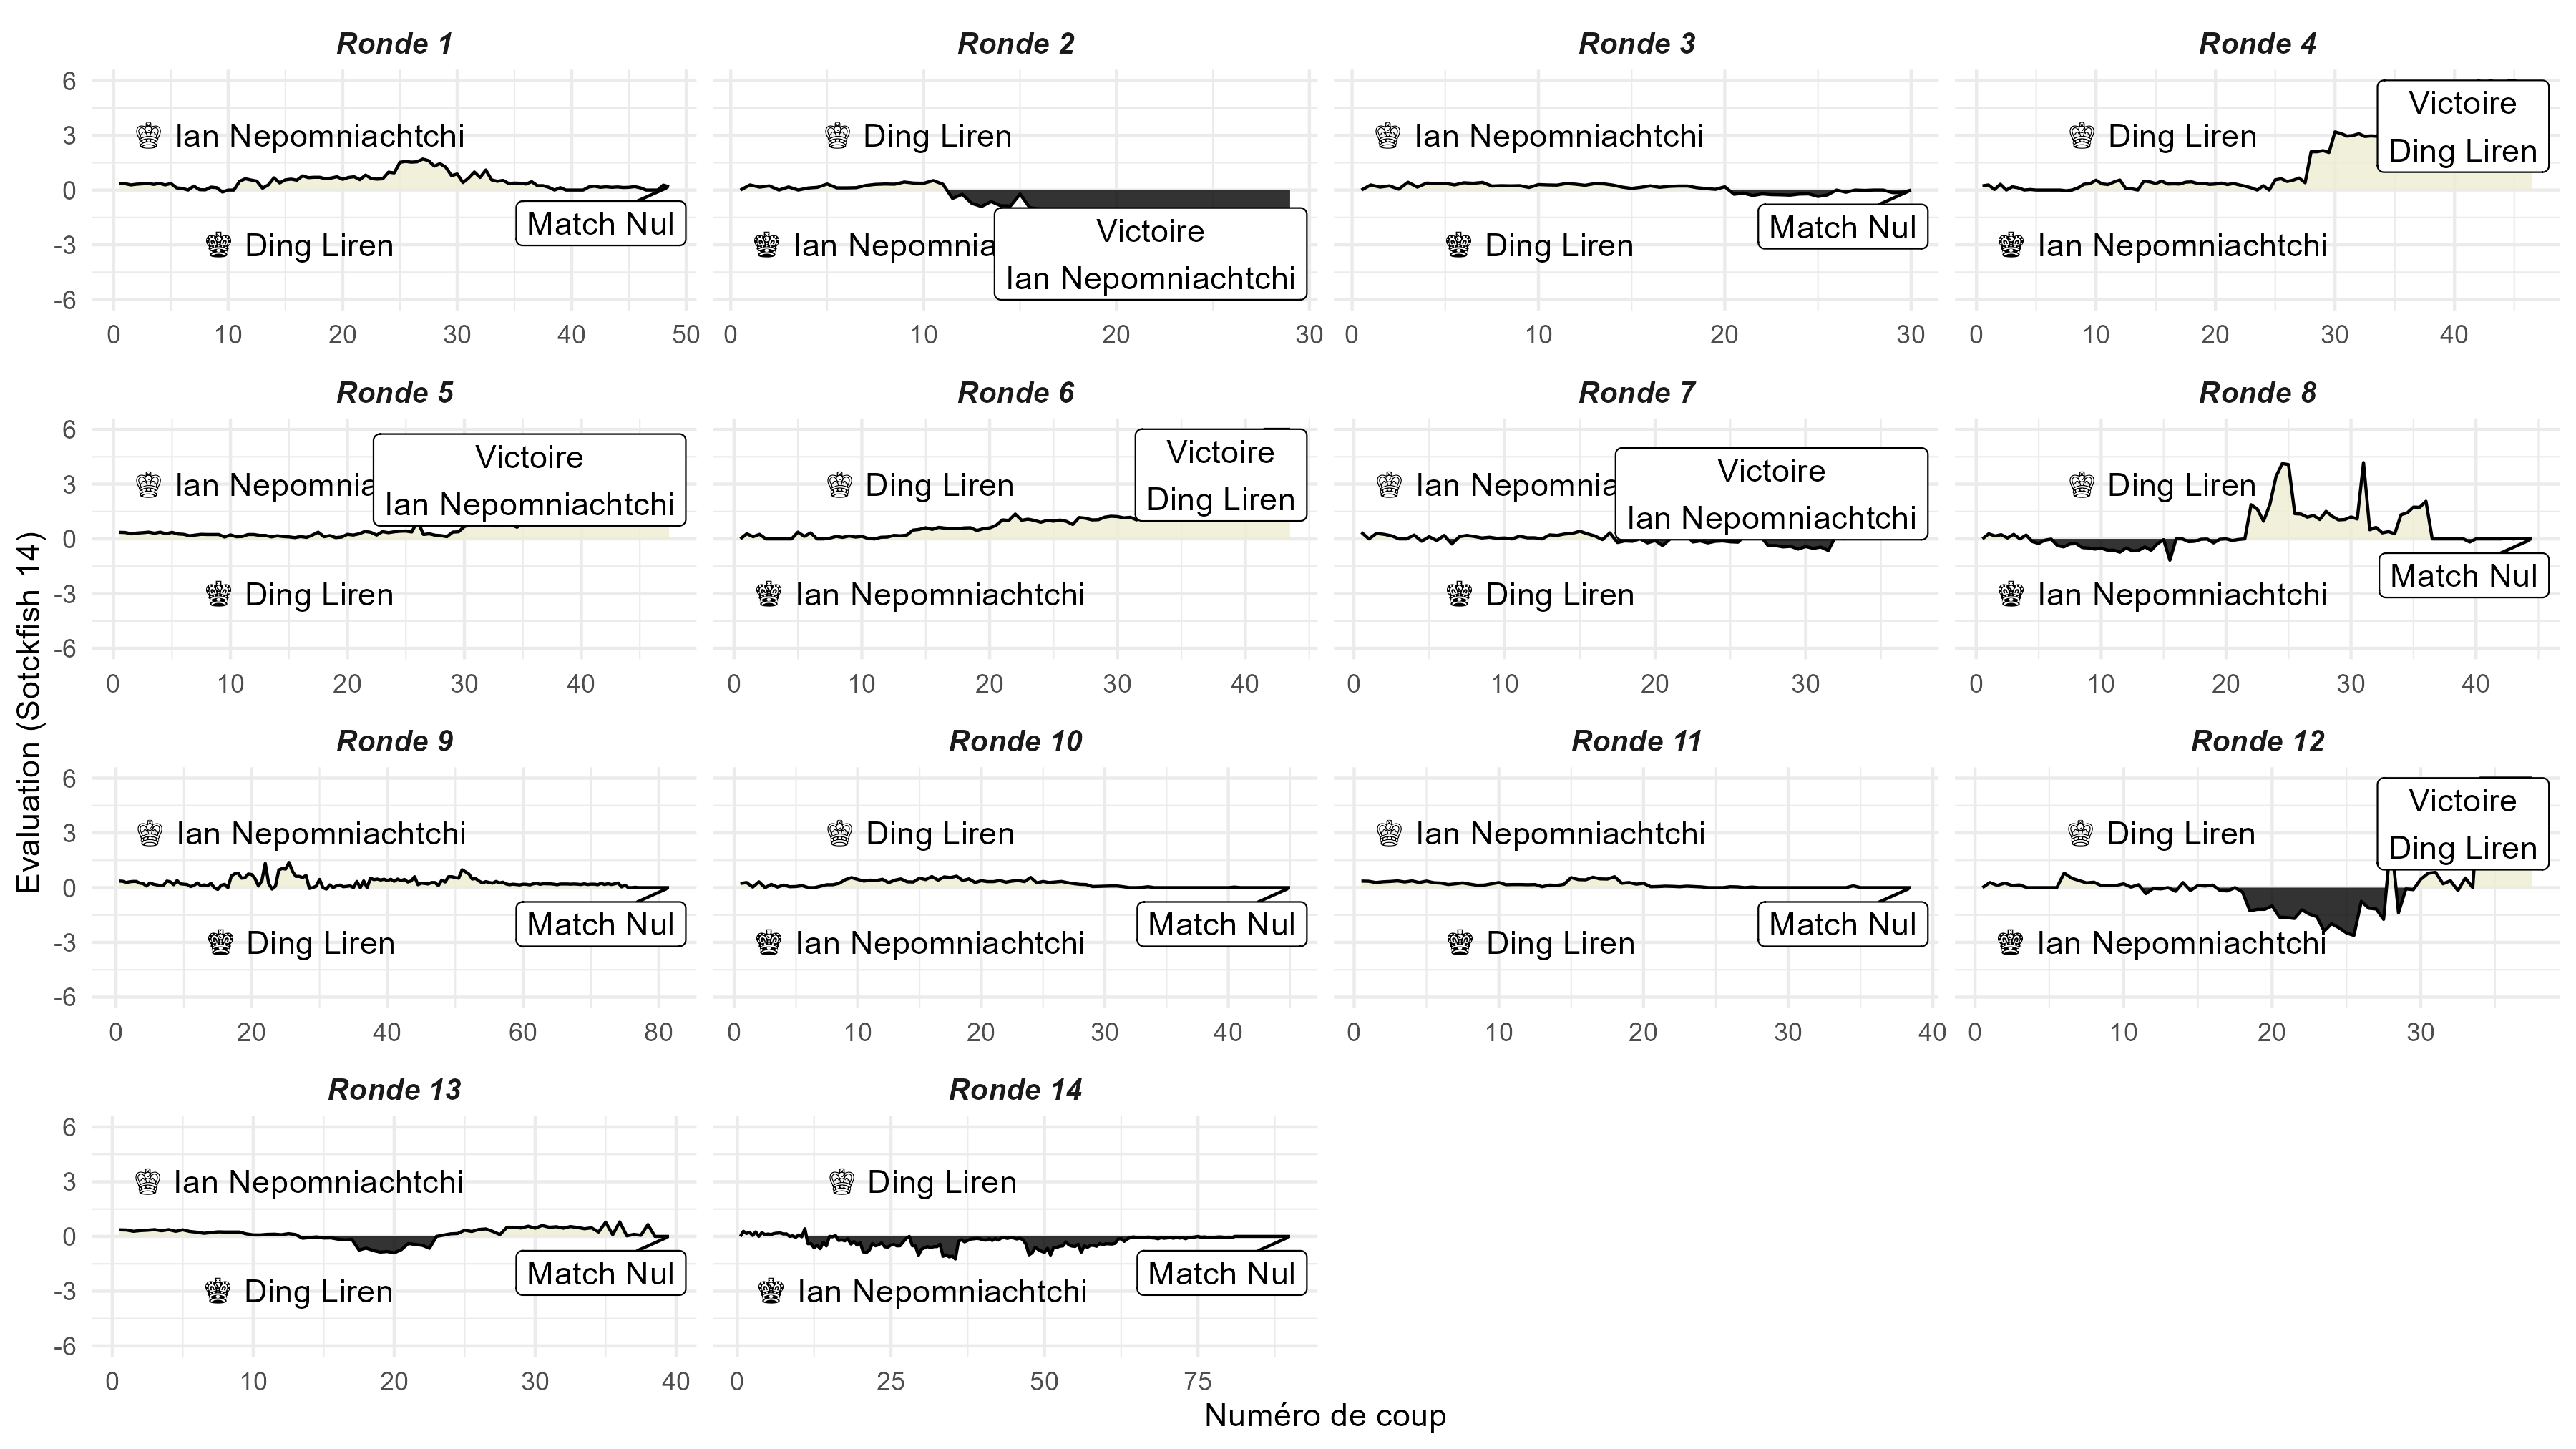 Ronde 1
Ronde 2
Ronde 3
Ronde 4
6
3
0
-3
-6
♔ Ian Nepomniachtchi
♚ Ding Liren
Match Nul
0 10 20 30 40 50
♔ Ding Liren
♚ Ian Nepomnia
Victoire
Ian Nepomniachtchi
0 10 20 30
♔ Ian Nepomniachtchi
♚ Ding Liren
Match Nul
0 10 20 30
♔ Ding Liren
♚ Ian Nepomniachtchi
Victoire
Ding Liren
0 10 20 30 40
Ronde 5
Ronde 6
Ronde 7
Ronde 8
6
3
0
-3
-6
♔ Ian Nepomnia
♚ Ding Liren
Victoire
Ian Nepomniachtchi
0 10 20 30 40
♔ Ding Liren
♚ Ian Nepomniachtchi
Victoire
Ding Liren
0 10 20 30 40
♔ Ian Nepomnia
♚ Ding Liren
Victoire
Ian Nepomniachtchi
0 10 20 30
♔ Ding Liren
♚ Ian Nepomniachtchi
Match Nul
0 10 20 30 40
Ronde 9
Ronde 10
Ronde 11
Ronde 12
6
3
0
-3
-6
♔ Ian Nepomniachtchi
♚ Ding Liren
Match Nul
0 20 40 60 80
♔ Ding Liren
♚ Ian Nepomniachtchi
Match Nul
0 10 20 30 40
♔ Ian Nepomniachtchi
♚ Ding Liren
Match Nul
0 10 20 30 40
♔ Ding Liren
♚ Ian Nepomniachtchi
Victoire
Ding Liren
0 10 20 30
Ronde 13
Ronde 14
6
3
0
-3
-6
♔ Ian Nepomniachtchi
♚ Ding Liren
Match Nul
0 10 20 30 40
♔ Ding Liren
♚ Ian Nepomniachtchi
Match Nul
0 25 50 75
Evaluation (Sotckfish 14)
Numéro de coup